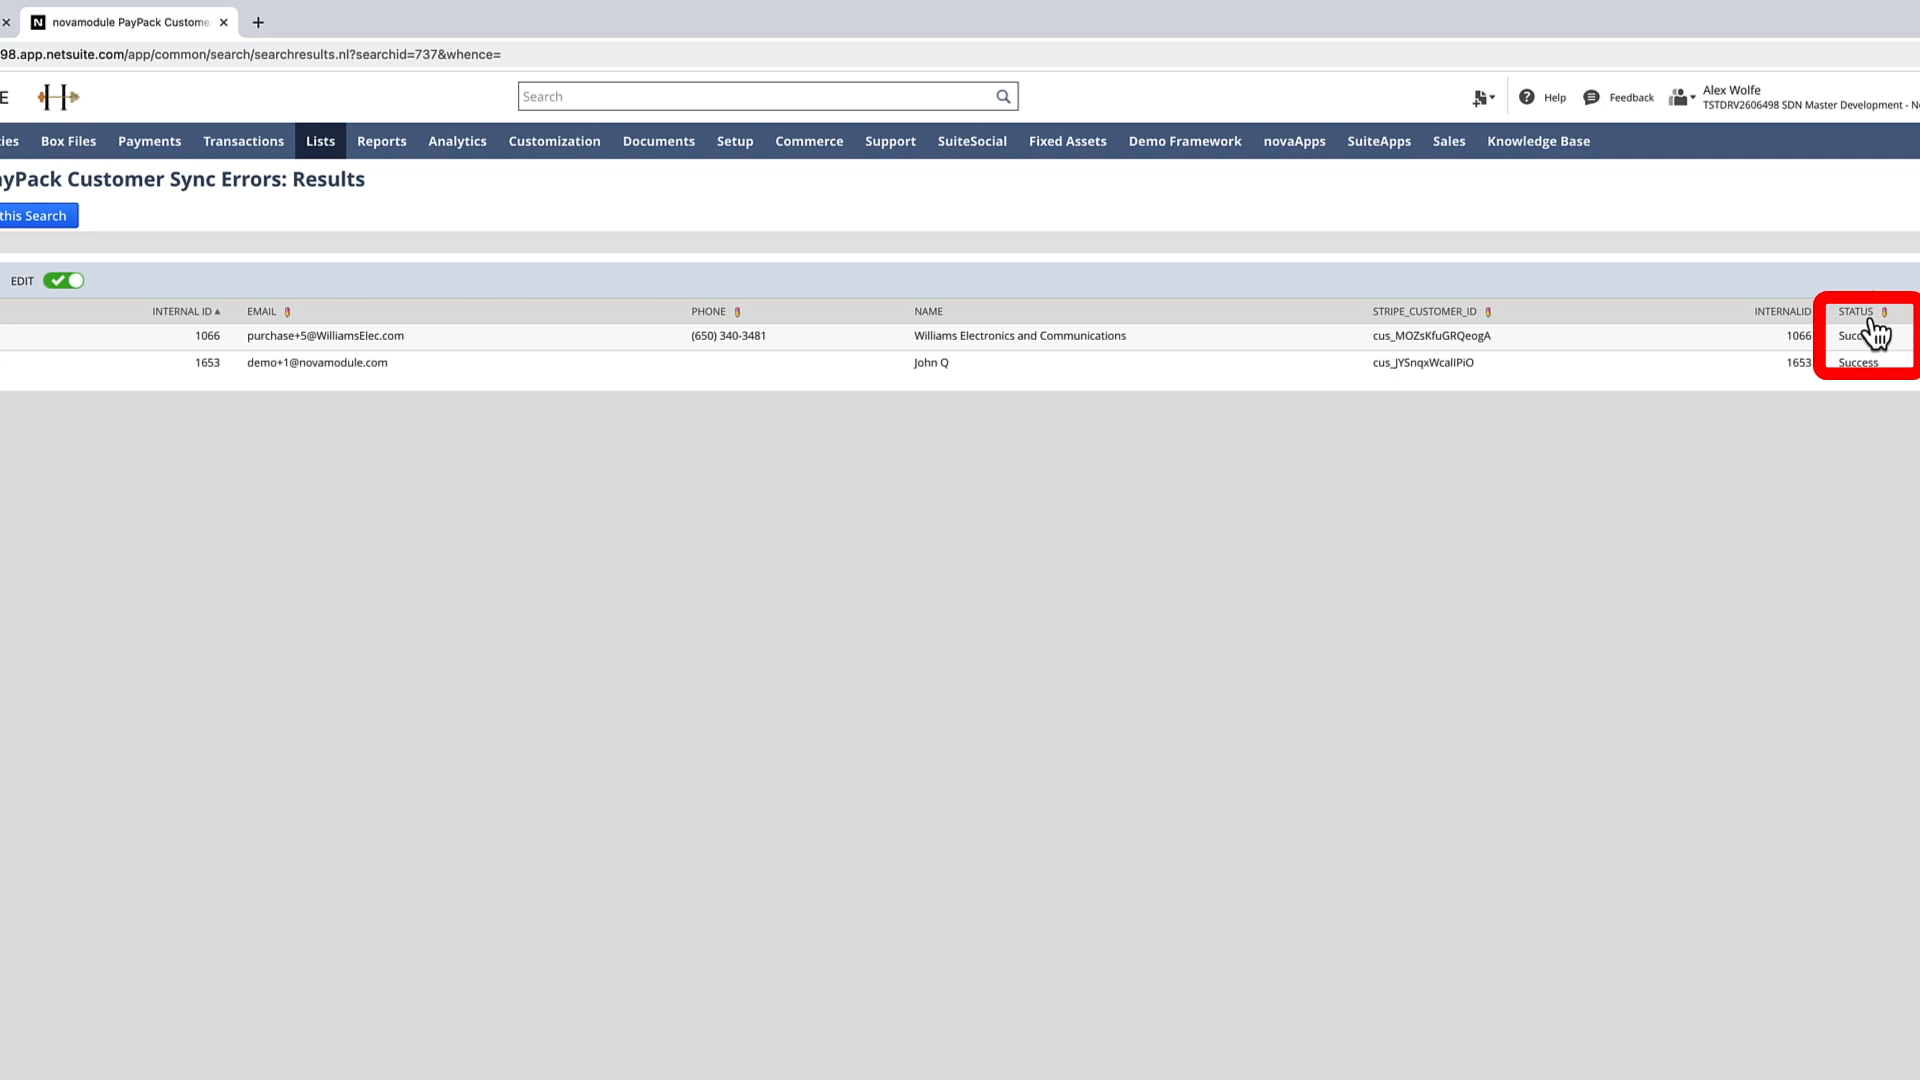 novamodule PayPack Custome
98.app.netsuite.com/app/common/search/searchresults.nl?searchid=737&whence=
E
Search
Help
Feedback
Alex Wolfe
TSTDRV2606498 SDN Master Development - N
ies Box Files Payments Transactions Lists Reports Analytics Customization Documents Setup Commerce Support SuiteSocial Fixed Assets Demo Framework novaApps SuiteApps Sales Knowledge Base
ayPack Customer Sync Errors: Results
this Search
EDIT
INTERNAL ID EMAIL PHONE NAME STRIPE_CUSTOMER_ID INTERNALID STATUS
1066 purchase+5@WilliamsElec.com (650) 340-3481 Williams Electronics and Communications cus_MOZsKfuGRQeogA 1066 Succ
1653 demo+1@novamodule.com John Q cus_JYSnqxWcalIPiO 1653 Success